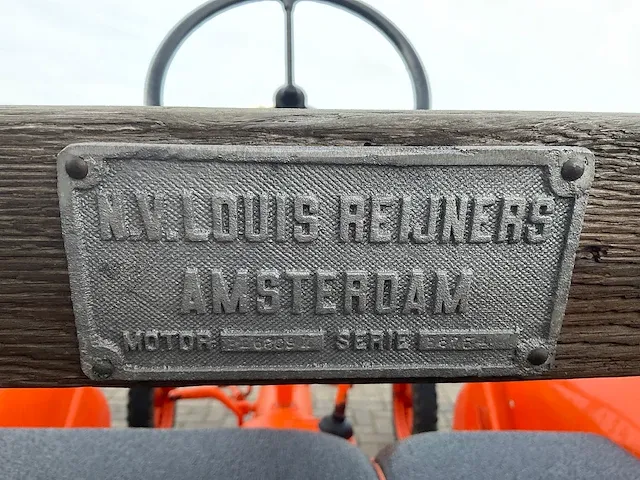 N.V. LOUIS REIJNERS
AMSTERDAM
MOTOR SERIE